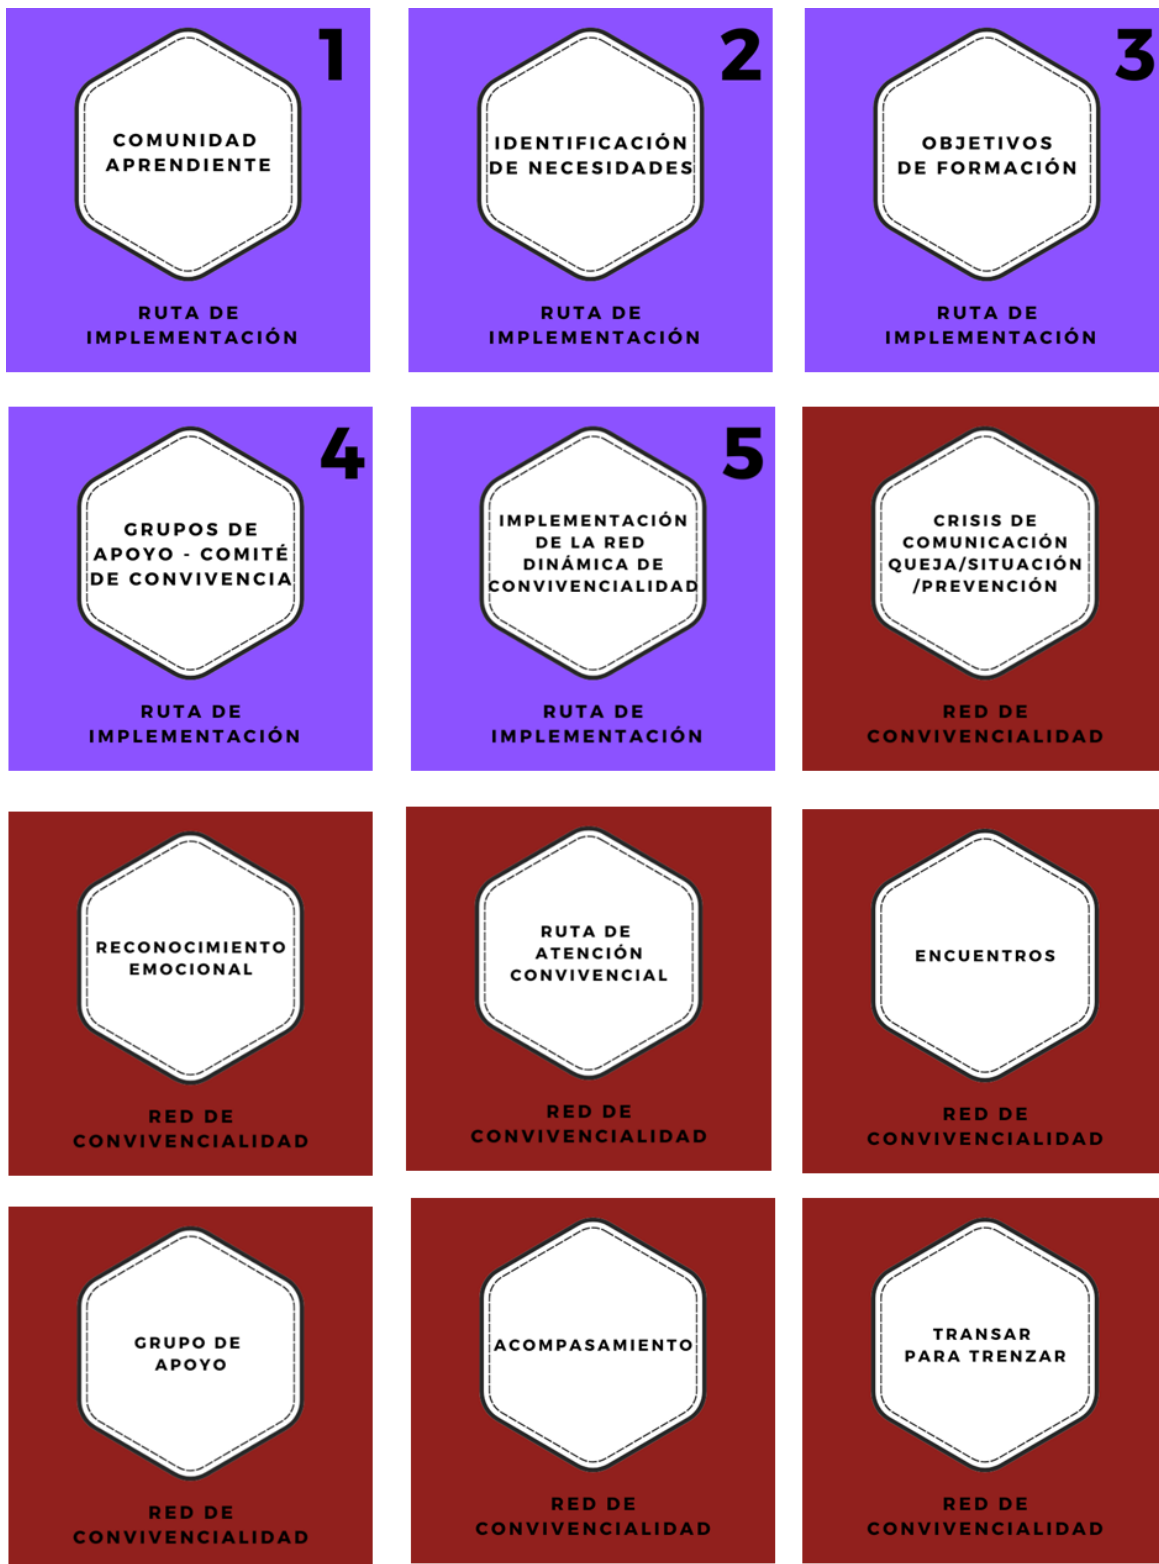 1
COMUNIDAD
APRENDIENTE
RUTA DE
IMPLEMENTACIÓN
2
IDENTIFICACIÓN
DE NECESIDADES
RUTA DE
IMPLEMENTACIÓN
3
OBJETIVOS
DE FORMACIÓN
RUTA DE
IMPLEMENTACIÓN
4
GRUPOS DE
APOYO - COMITÉ
DE CONVIVENCIA
RUTA DE
IMPLEMENTACIÓN
5
IMPLEMENTACIÓN
DE LA RED
DINÁMICA DE
CONVIVENCIALIDAD
RUTA DE
IMPLEMENTACIÓN
CRISIS DE
COMUNICACIÓN
QUEJA/SITUACIÓN
/PREVENCIÓN
RED DE
CONVIVENCIALIDAD
RECONOCIMIENTO
EMOCIONAL
RED DE
CONVIVENCIALIDAD
RUTA DE
ATENCIÓN
CONVIVENCIAL
RED DE
CONVIVENCIALIDAD
ENCUENTROS
RED DE
CONVIVENCIALIDAD
GRUPO DE
APOYO
RED DE
CONVIVENCIALIDAD
ACOMPASAMIENTO
RED DE
CONVIVENCIALIDAD
TRANSAR
PARA TRENZAR
RED DE
CONVIVENCIALIDAD